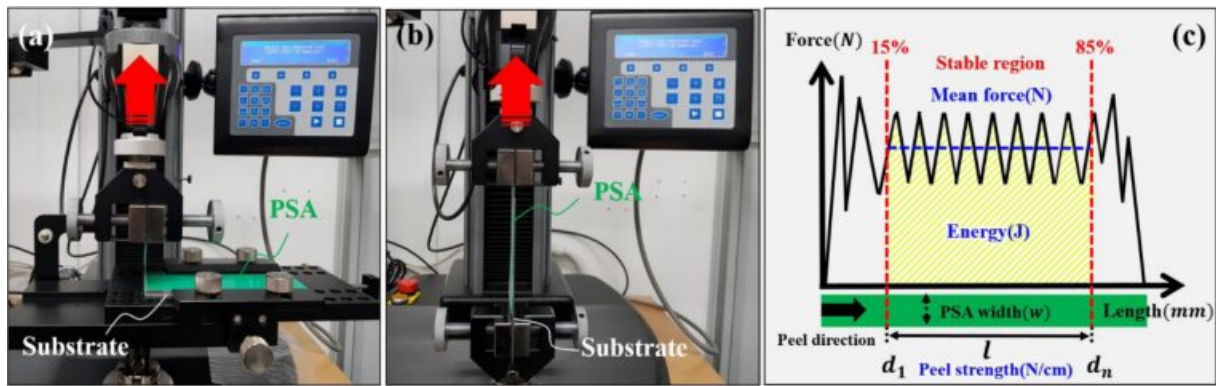 (a)
PSA
Substrate
(b)
PSA
Substrate
(c)
Force(N)
15%
85%
Stable region
Mean force(N)
Energy(J)
PSA width(w)
Length(mm)
Peel direction
l
d₁
Peel strength(N/cm)
dₙ